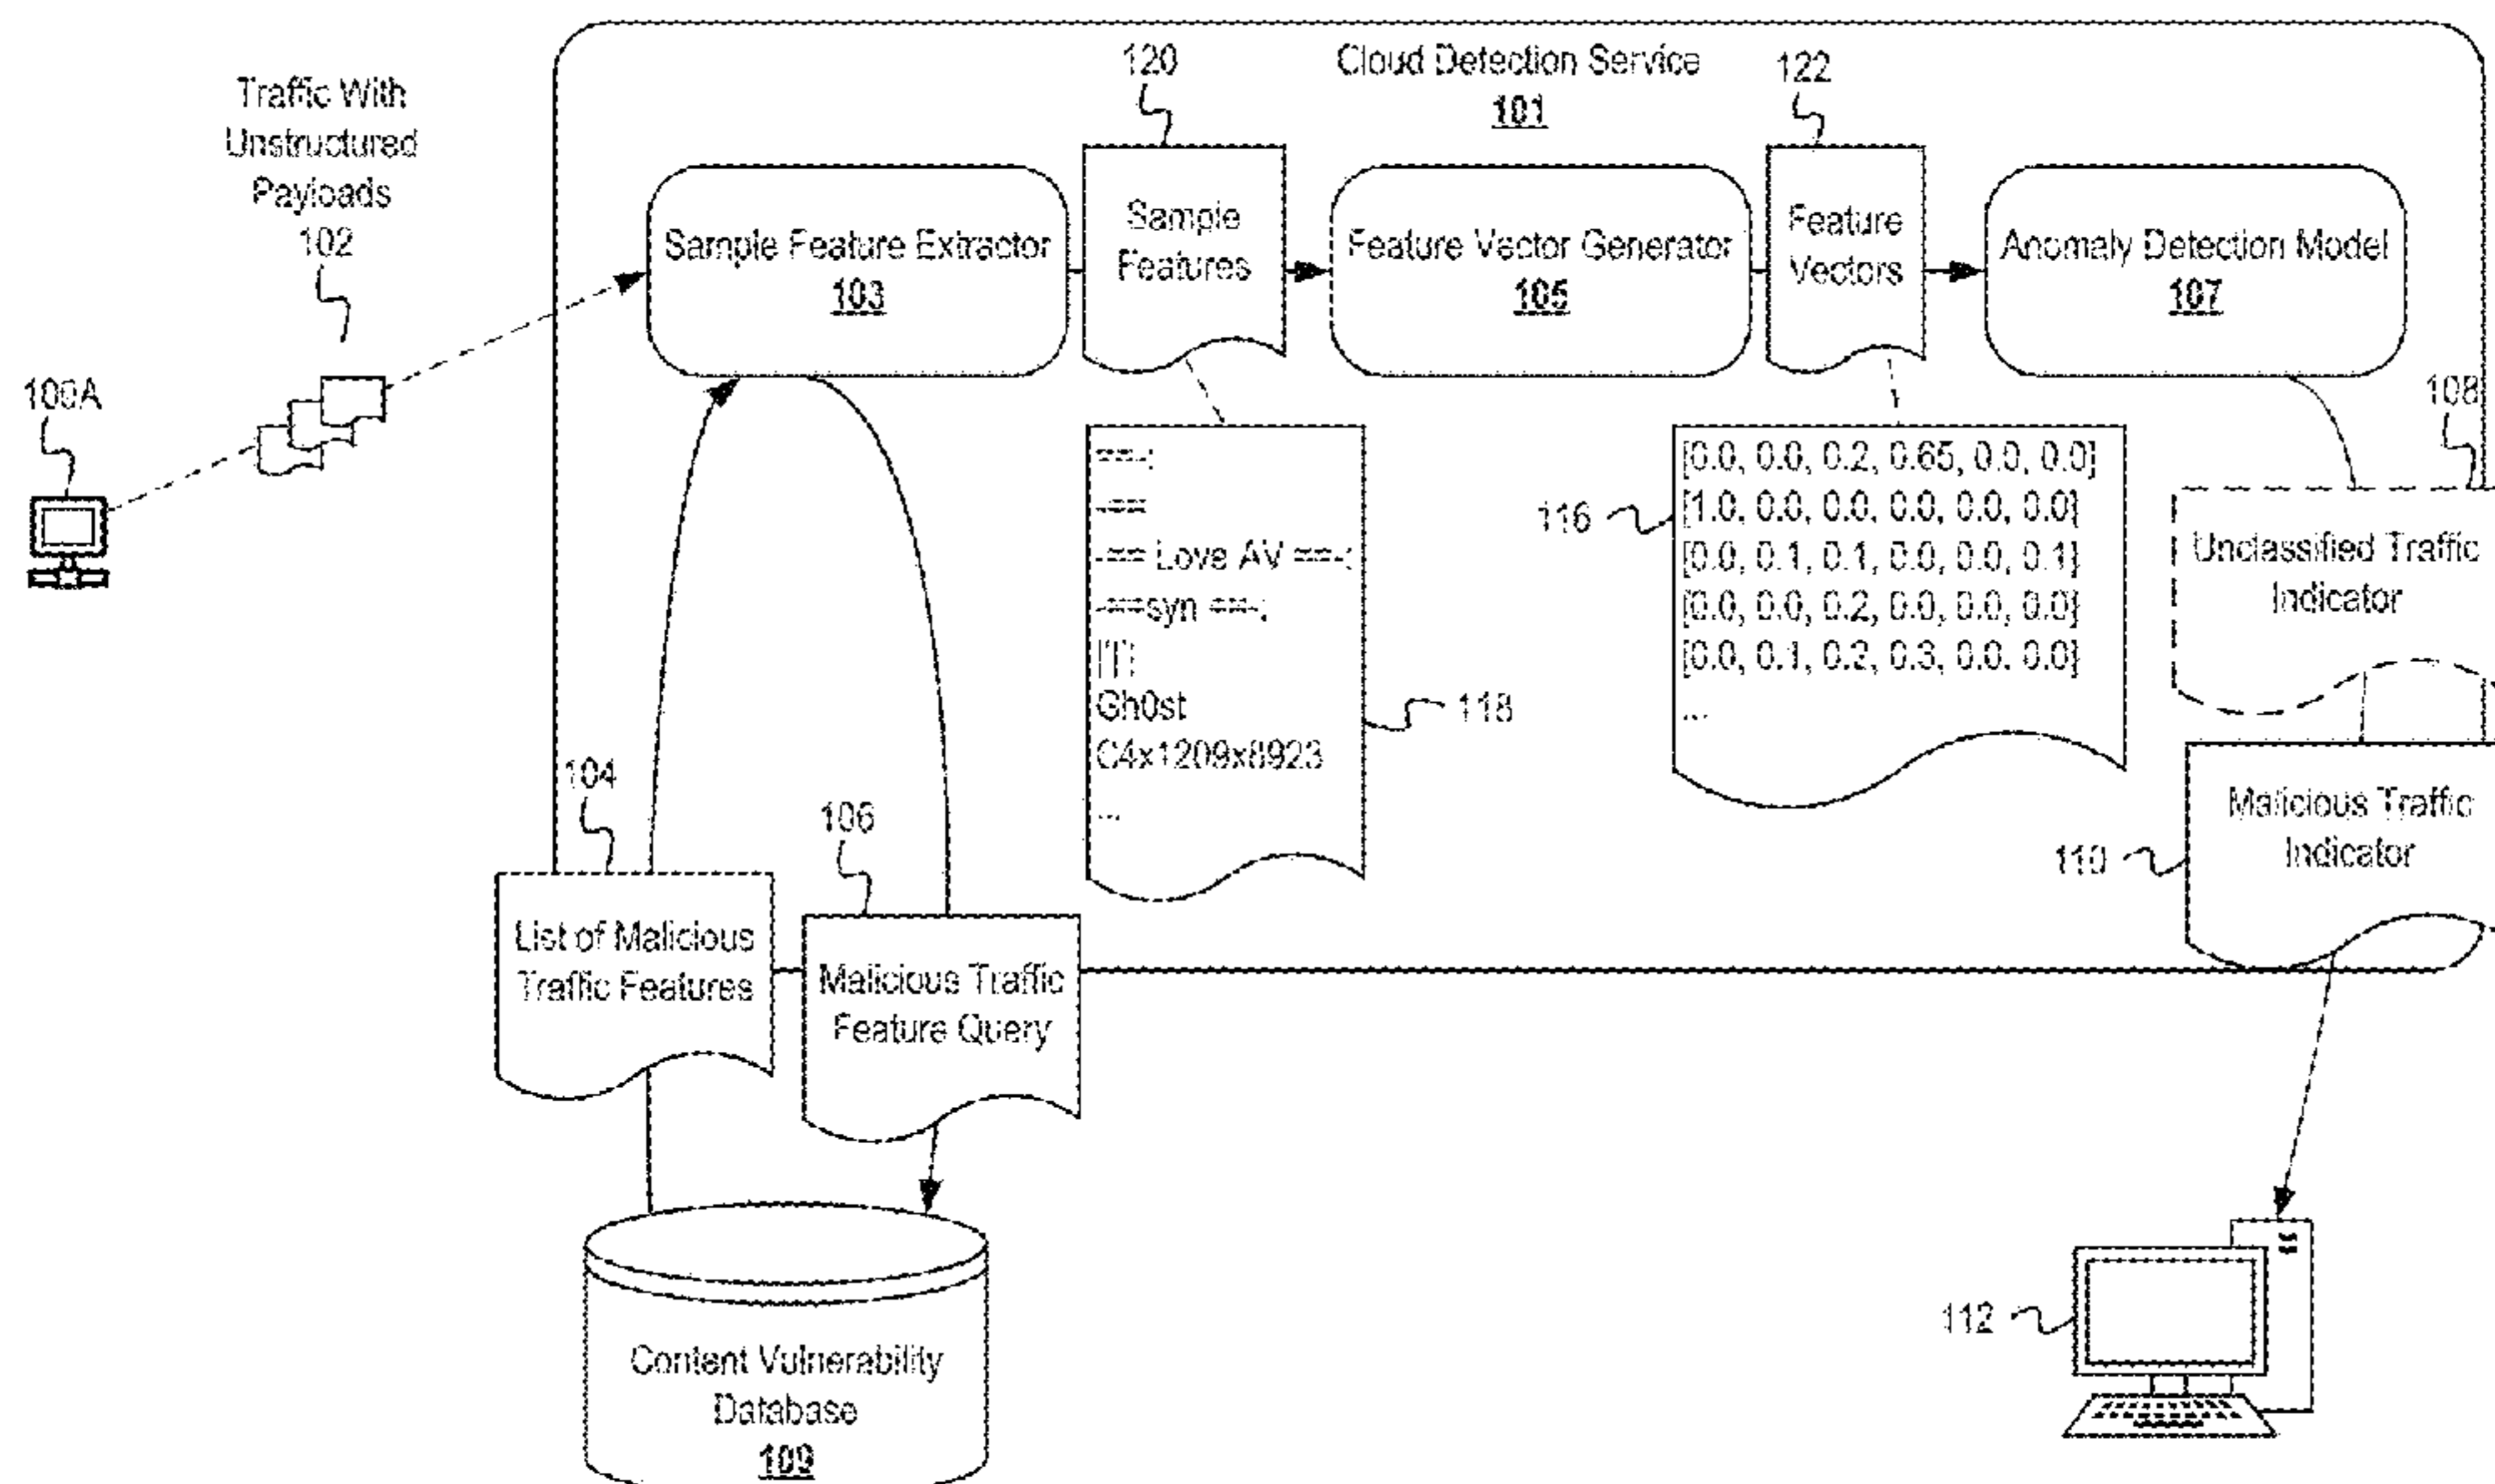 Traffic With
Unstructured
Payloads
102
100A
120
Cloud Detection Service
101
122
Sample Feature Extractor
103
Sample
Features
Feature Vector Generator
105
Feature
Vectors
Anomaly Detection Model
107
108
-== Love AV ==-:
-==syn ==-:
|T|
Gh0st
C4x1209x8923
...
118
116
[0.0, 0.0, 0.2, 0.65, 0.0, 0.0]
[1.0, 0.0, 0.0, 0.0, 0.0, 0.0]
[0.0, 0.1, 0.1, 0.0, 0.0, 0.1]
[0.0, 0.0, 0.2, 0.0, 0.0, 0.0]
[0.0, 0.1, 0.2, 0.3, 0.0, 0.0]
...
Unclassified Traffic
Indicator
110
Malicious Traffic
Indicator
104
List of Malicious
Traffic Features
106
Malicious Traffic
Feature Query
Content Vulnerability
Database
109
112